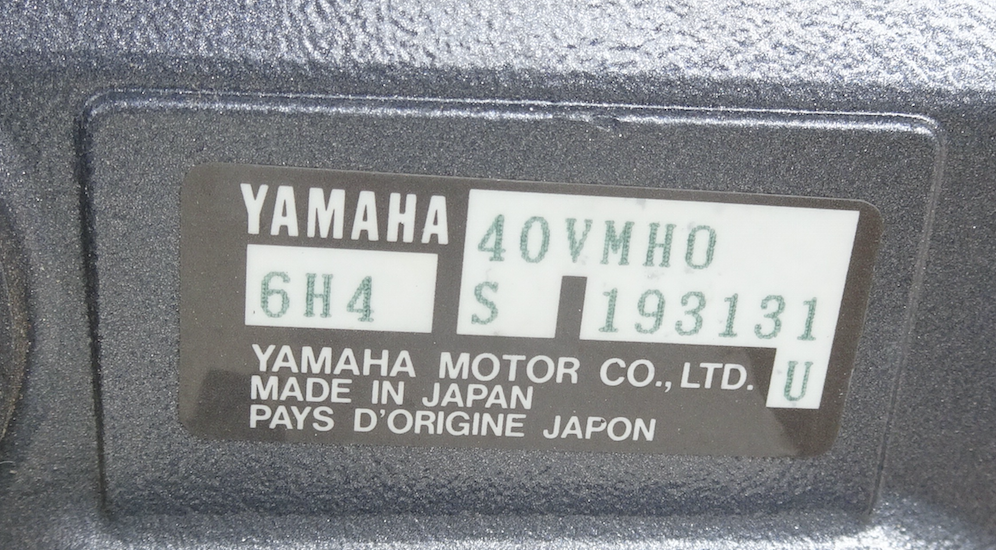 YAMAHA 40VMHO
6H4 S 193131
U
YAMAHA MOTOR CO., LTD.
MADE IN JAPAN
PAYS D'ORIGINE JAPON